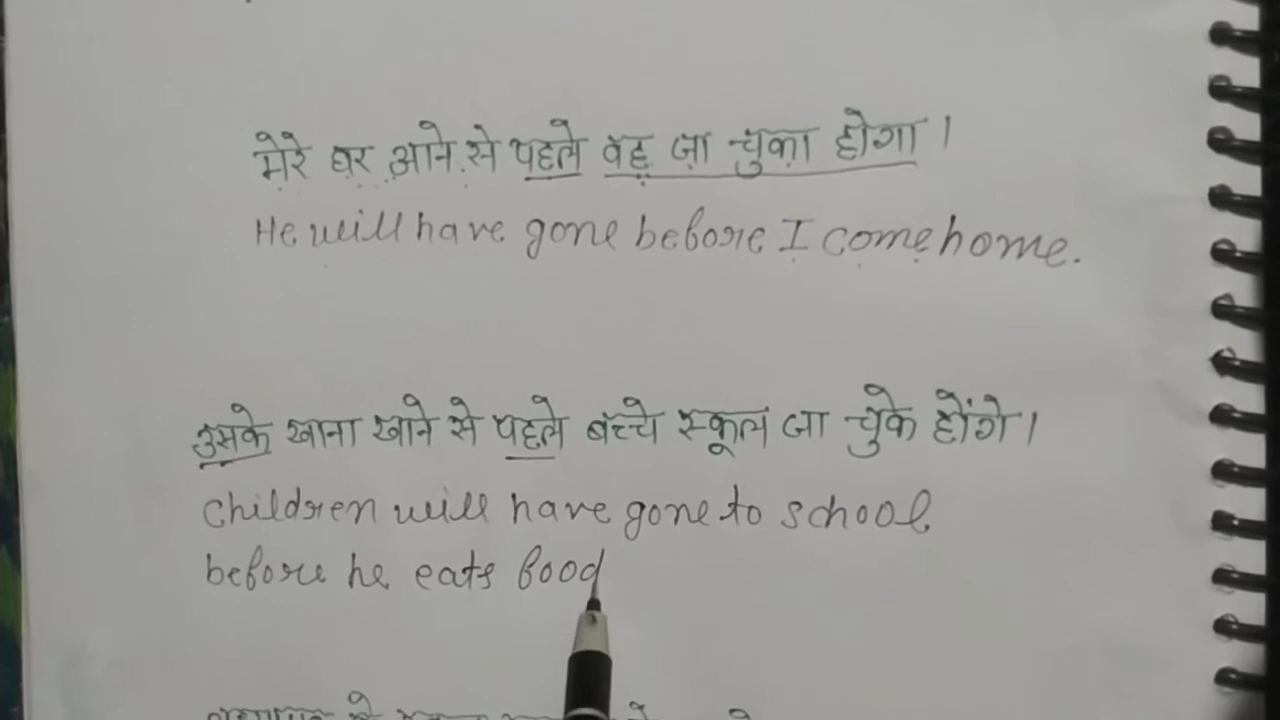 मेरे घर आने से पहले वह जा चुका होगा।
He will have gone before I come home.
उसके खाना खाने से पहले बच्चे स्कूल जा चुके होंगे।
Children will have gone to school
before he eats food